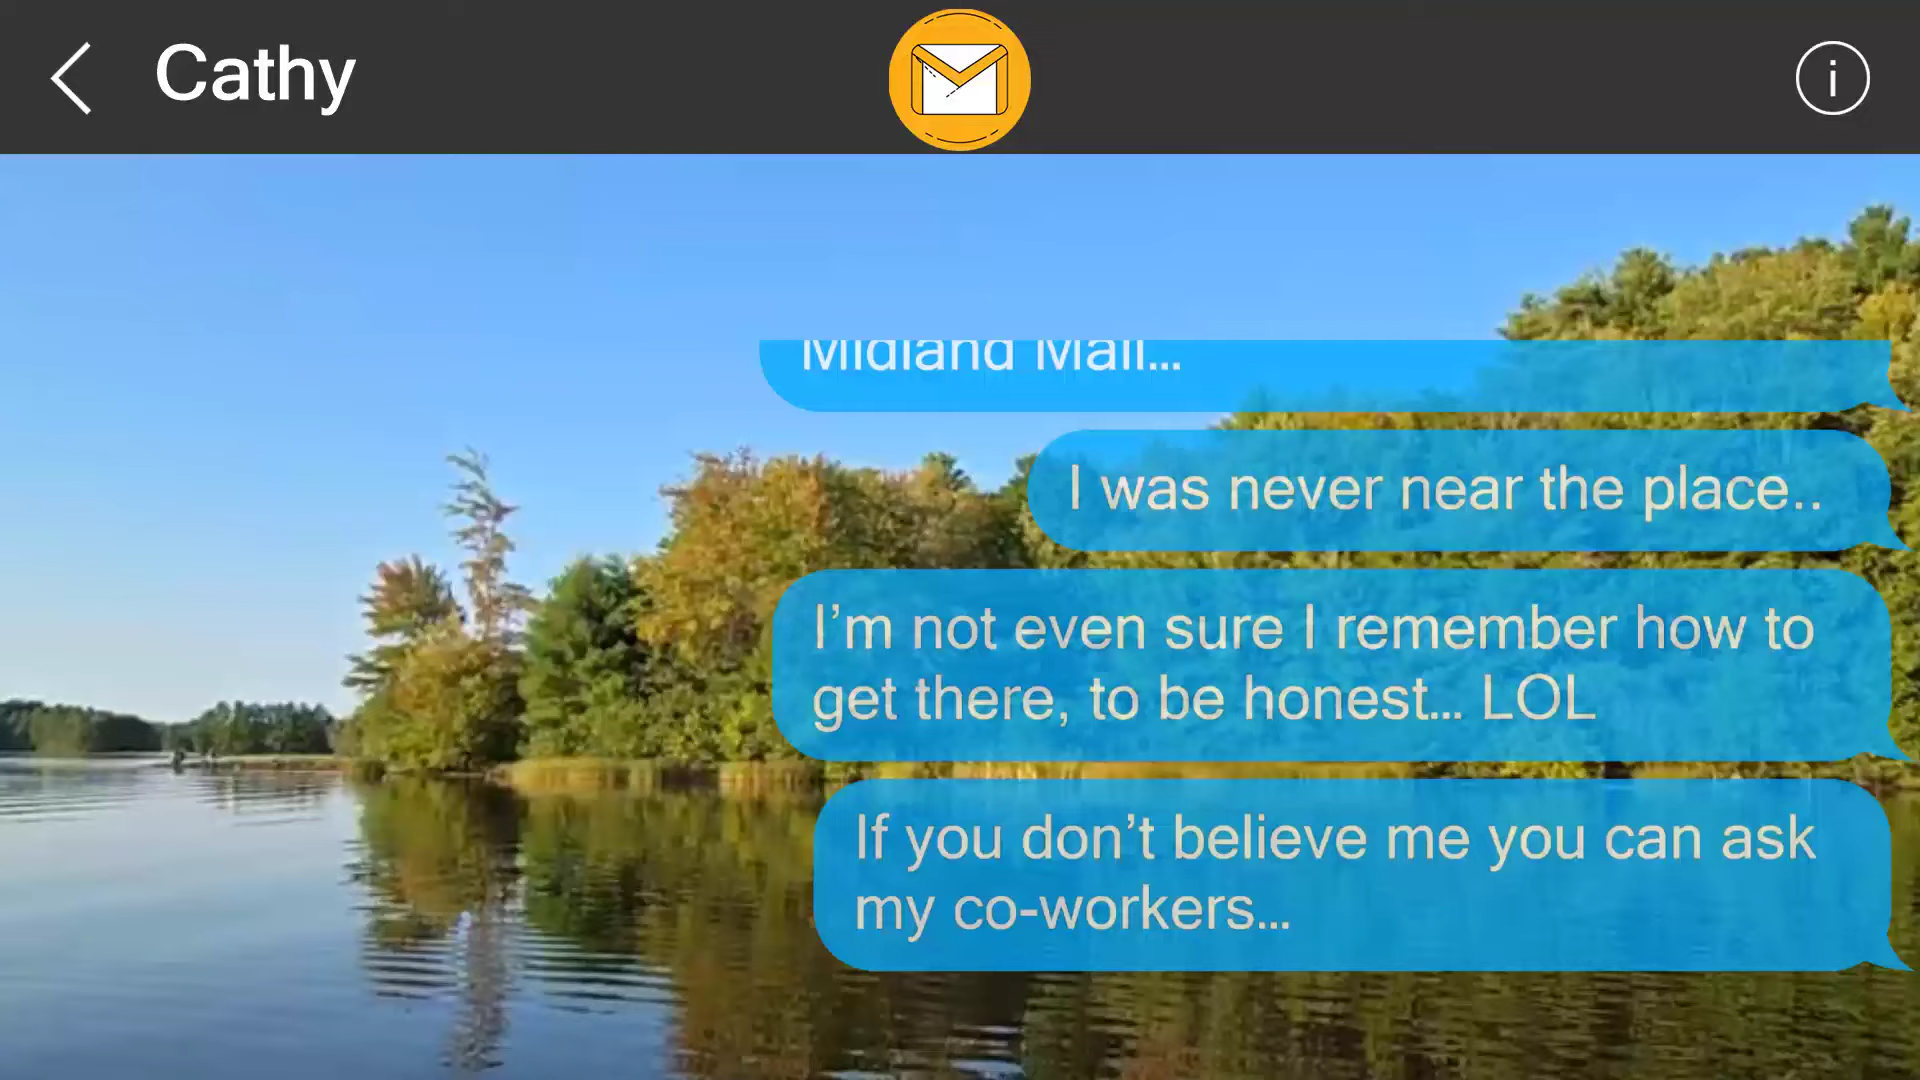 Cathy
Midland Mall...
I was never near the place..
I’m not even sure I remember how to
get there, to be honest... LOL
If you don’t believe me you can ask
my co-workers...